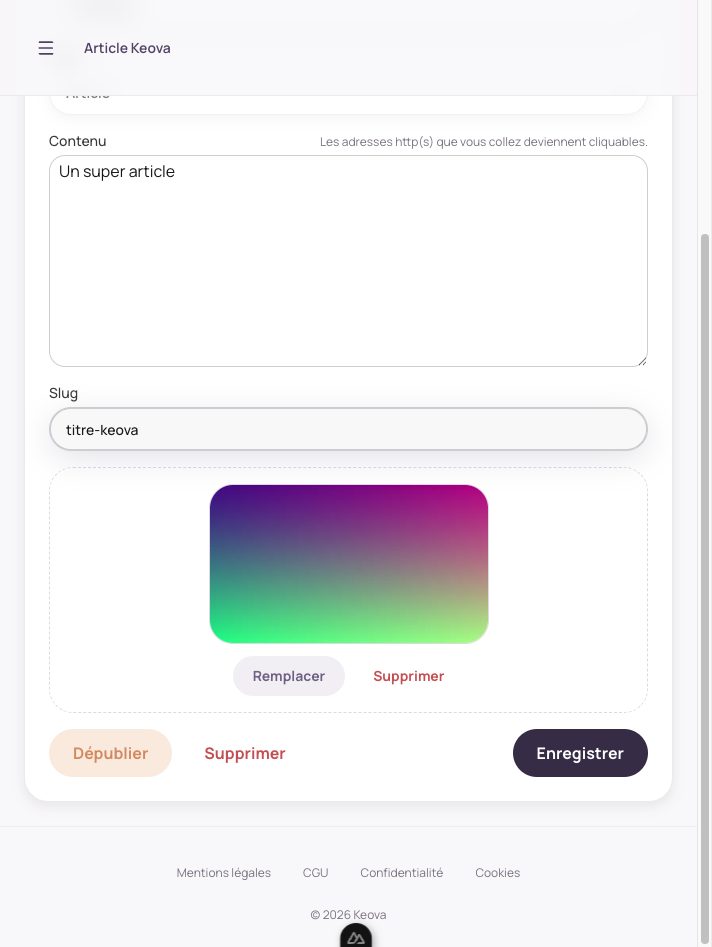 Article Keova
Article
Contenu
Les adresses http(s) que vous collez deviennent cliquables.
Un super article
Slug
titre-keova
Remplacer
Supprimer
Dépublier
Supprimer
Enregistrer
Mentions légales
CGU
Confidentialité
Cookies
© 2026 Keova